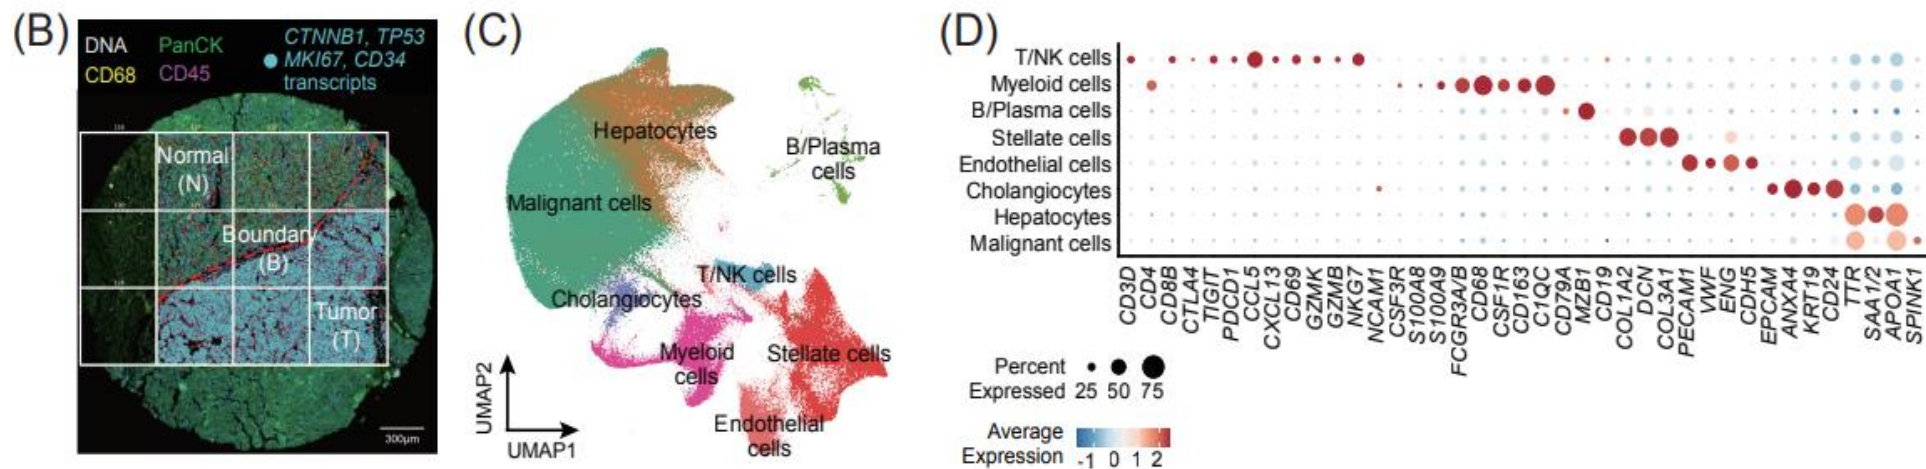 (B)
DNA PanCK CTNNB1, TP53
CD68 CD45 MKI67, CD34
transcripts
Normal
(N)
Boundary
(B)
Tumor
(T)
300µm
(C)
Hepatocytes
B/Plasma
cells
Malignant cells
T/NK cells
Cholangiocytes
Myeloid
cells
Stellate cells
Endothelial
cells
UMAP2
UMAP1
(D)
T/NK cells
Myeloid cells
B/Plasma cells
Stellate cells
Endothelial cells
Cholangiocytes
Hepatocytes
Malignant cells
CD3D
CD4
CD8B
CTLA4
TIGIT
PDCD1
CCL5
CXCL13
CD69
GZMK
GZMB
NKG7
NCAM1
CSF3R
S100A8
S100A9
FCGR3A/B
CD68
CSF1R
CD163
C1QC
CD79A
MZB1
CD19
COL1A2
DCN
COL3A1
PECAM1
VWF
ENG
CDH5
EPCAM
ANXA4
KRT19
CD24
TTR
SAA1/2
APOA1
SPINK1
Percent
Expressed 25 50 75
Average
Expression -1 0 1 2